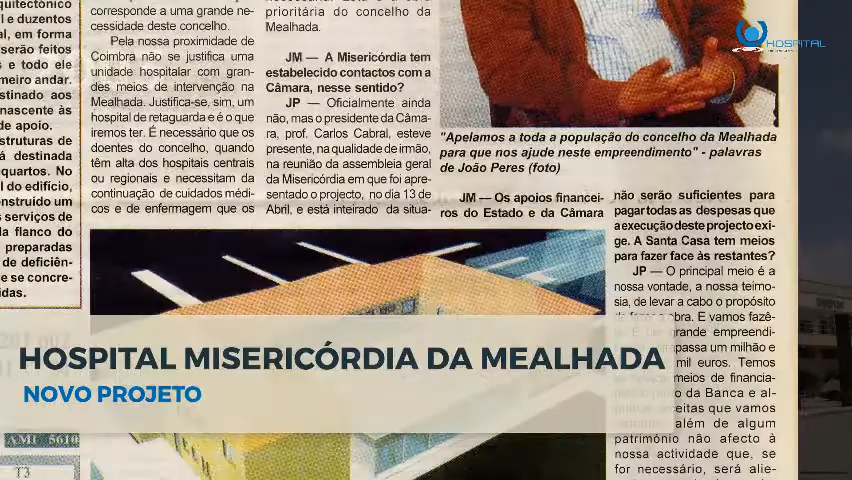 quitectónico
l e duzentos
al, em forma
serão feitos
s e todo ele
meiro andar.
stinado aos
nascente às
de apoio.
struturas de
á destinada
quartos. No
l do edifício,
onstruído um
s serviços de
da fianco do
preparadas
de deficiên-
e se concre-
idas.
corresponde a uma grande ne-
cessidade deste concelho.
Pela nossa proximidade de
Coimbra não se justifica uma
unidade hospitalar com gran-
des meios de intervenção na
Mealhada. Justifica-se, sim, um
hospital de retaguarda e é o que
iremos ter. É necessário que os
doentes do concelho, quando
têm alta dos hospitais centrais
ou regionais e necessitam da
continuação de cuidados médi-
cos e de enfermagem que os
prioritária do concelho da
Mealhada.
JM — A Misericórdia tem
estabelecido contactos com a
Câmara, nesse sentido?
JP — Oficialmente ainda
não, mas o presidente da Câma-
ra, prof. Carlos Cabral, esteve
presente, na qualidade de irmão,
na reunião da assembleia geral
da Misericórdia em que foi apre-
sentado o projecto, no dia 13 de
Abril, e está inteirado da situa-
"Apelamos a toda a população do concelho da Mealhada
para que nos ajude neste empreendimento" - palavras
de João Peres (foto)
JM — Os apoios financei-
ros do Estado e da Câmara
não serão suficientes para
pagar todas as despesas que
a execução deste projecto exi-
ge. A Santa Casa tem meios
para fazer face às restantes?
JP — O principal meio é a
nossa vontade, a nossa teimo-
sia, de levar a cabo o propósito
obra. E vamos fazê-
grande empreendi-
passa um milhão e
mil euros. Temos
meios de financia-
da Banca e al-
que vamos
além de algum
património não afecto à
nossa actividade que, se
for necessário, será alie-
HOSPITAL
HOSPITAL MISERICÓRDIA DA MEALHADA
NOVO PROJETO
AMI 5610
T3